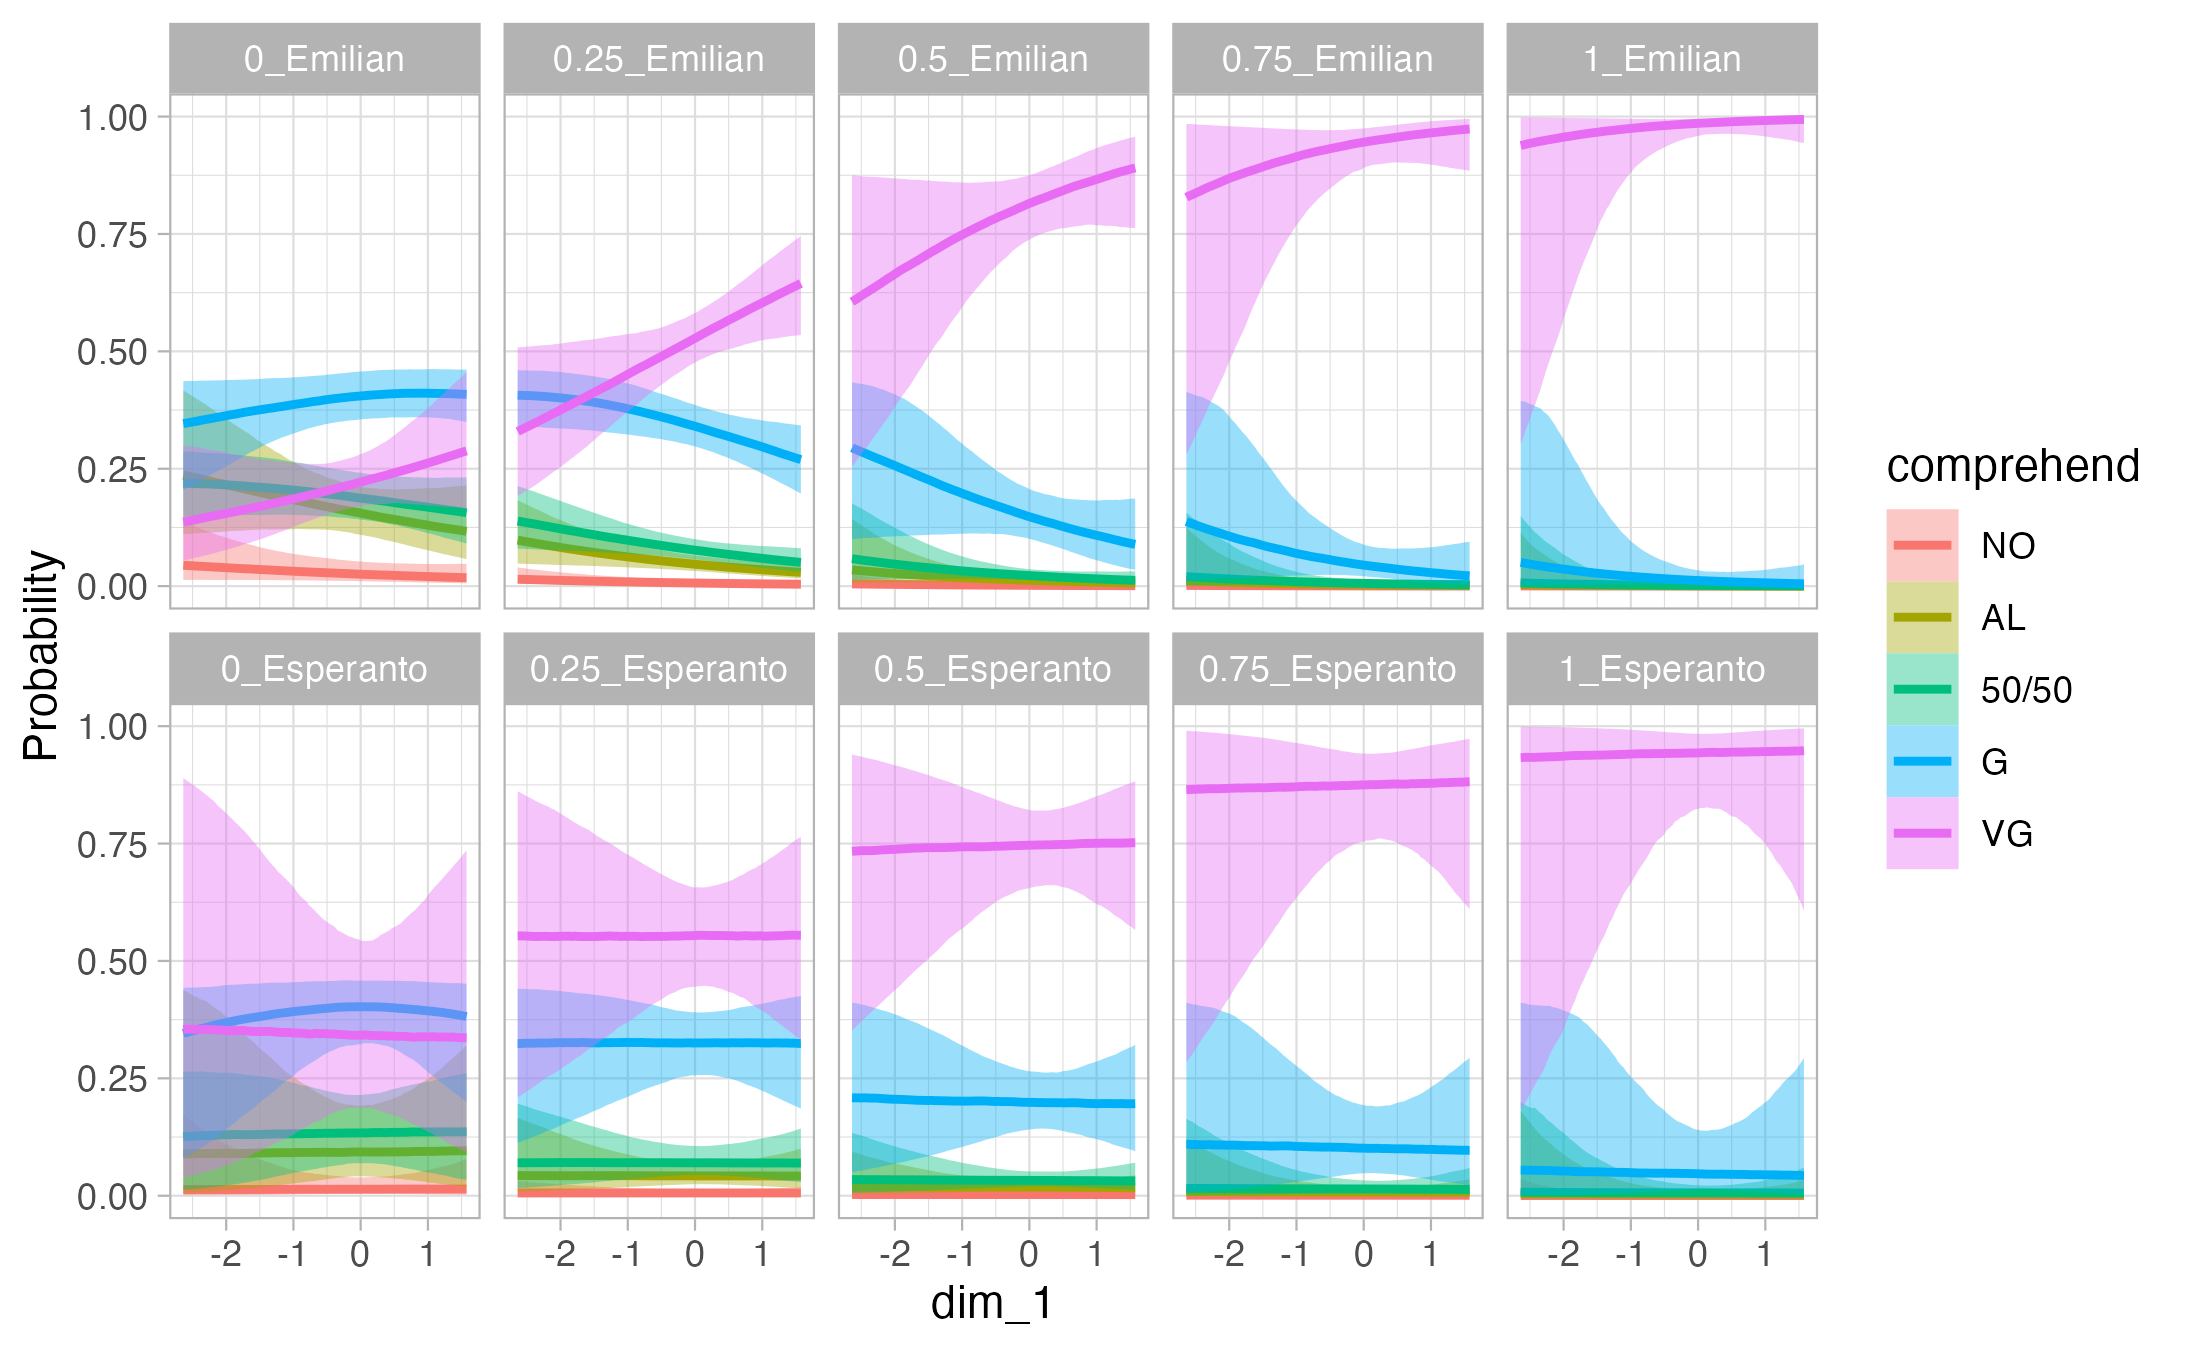 0_Emilian 0.25_Emilian 0.5_Emilian 0.75_Emilian 1_Emilian
1.00
0.75
0.50
0.25
0.00
0_Esperanto 0.25_Esperanto 0.5_Esperanto 0.75_Esperanto 1_Esperanto
1.00
0.75
0.50
0.25
0.00
-2 -1 0 1 -2 -1 0 1 -2 -1 0 1 -2 -1 0 1 -2 -1 0 1
dim_1
Probability
comprehend
NO
AL
50/50
G
VG